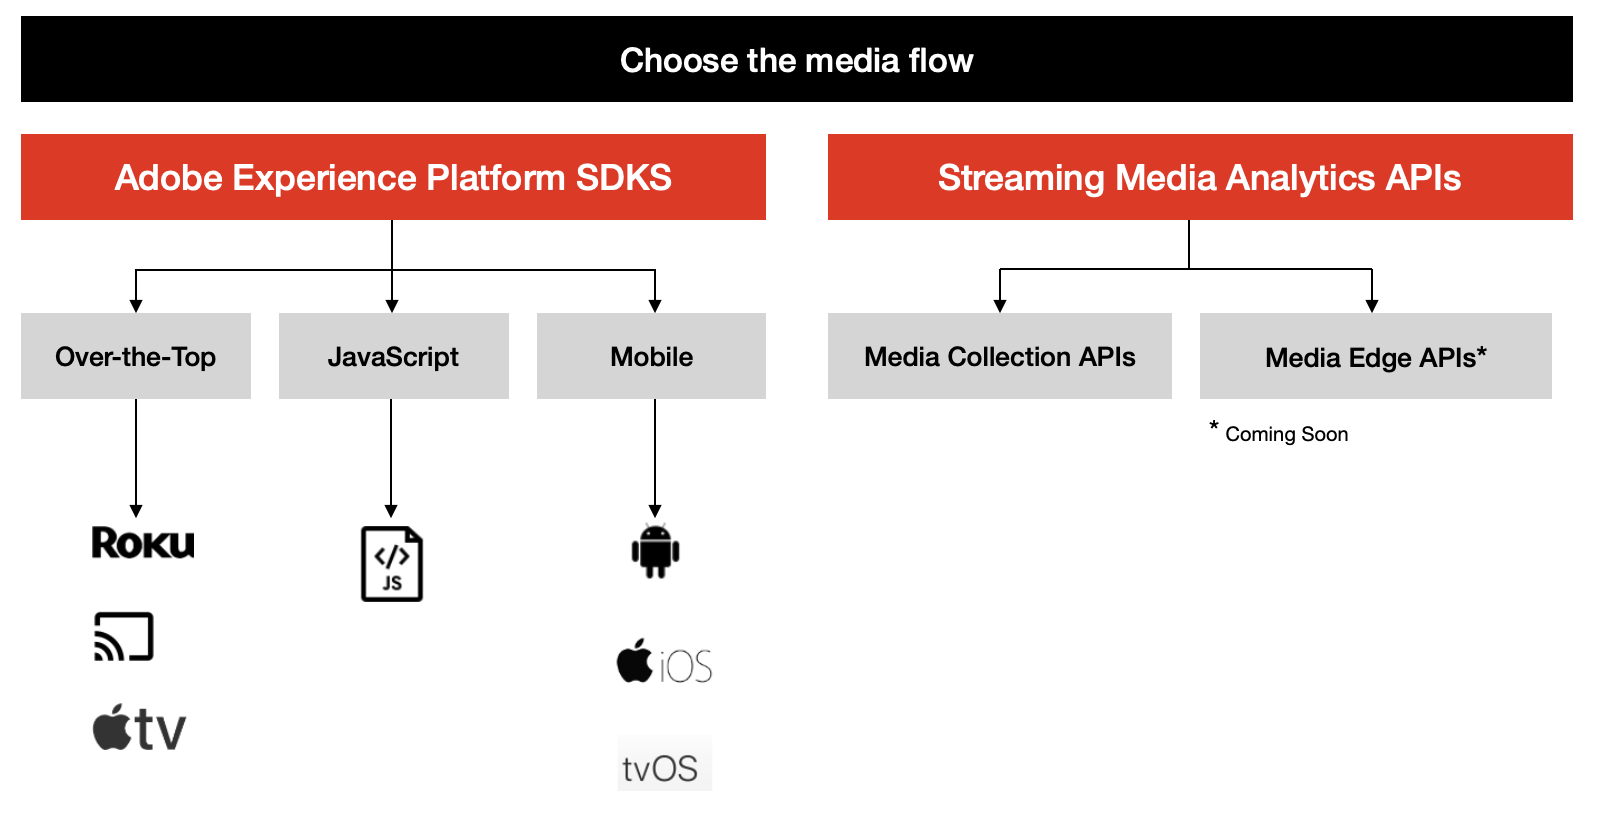 Choose the media flow
Adobe Experience Platform SDKS
Streaming Media Analytics APIs
Over-the-Top
JavaScript
Mobile
Media Collection APIs
Media Edge APIs*
* Coming Soon
ROKU
</>
JS
iOS
tv
tvOS